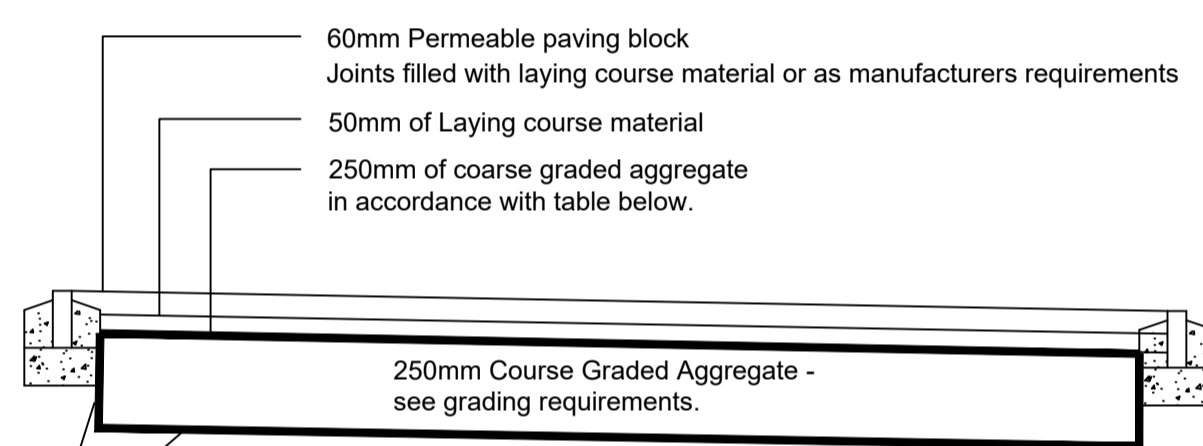 60mm Permeable paving block
Joints filled with laying course material or as manufacturers requirements
50mm of Laying course material
250mm of coarse graded aggregate
in accordance with table below.
250mm Course Graded Aggregate -
see grading requirements.